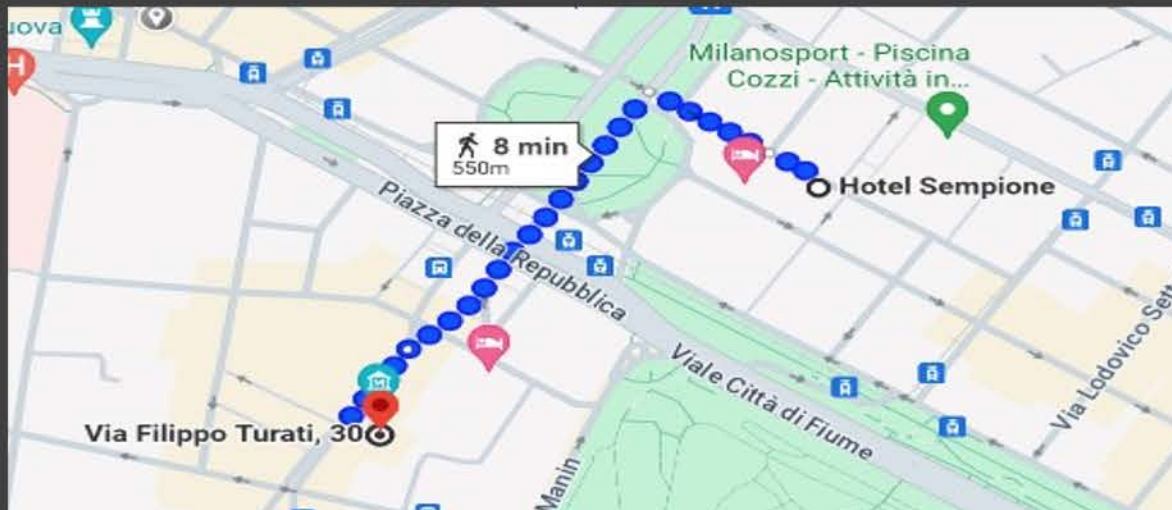 uova
H
Milanosport - Piscina
Cozzi - Attività in...
8 min
550m
Hotel Sempione
Piazza della Repubblica
Viale Città di Fiume
Via Lodovico Sett
Via Filippo Turati, 30
Manin